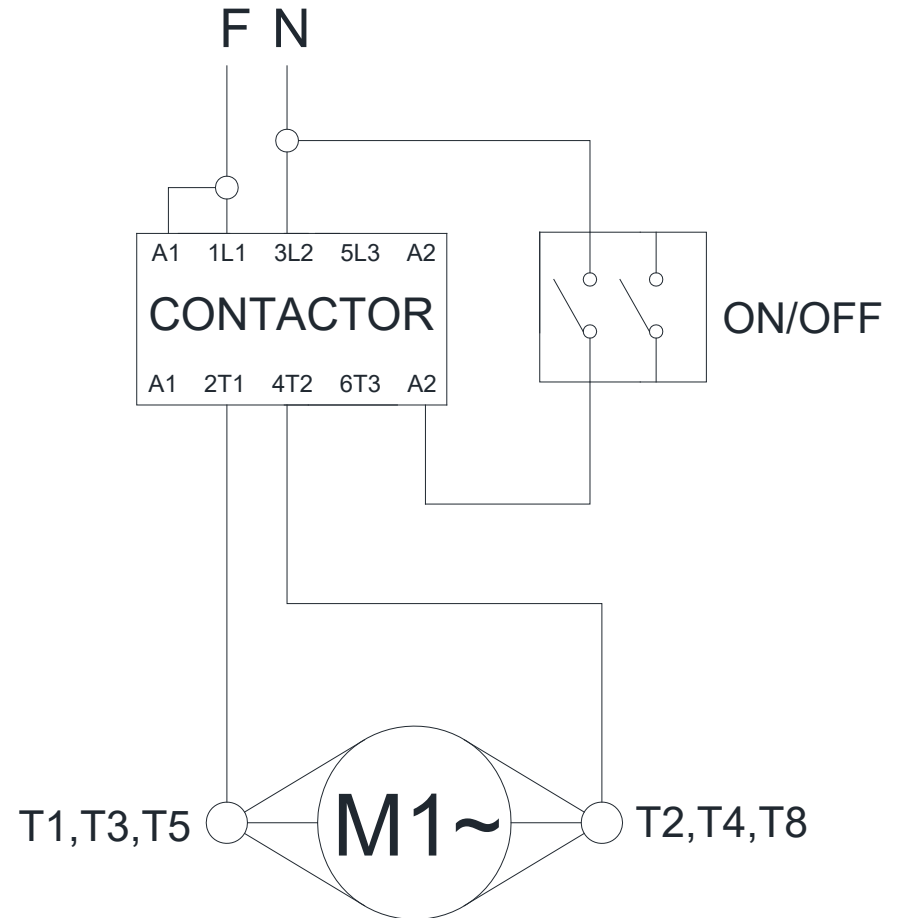 F N
A1 1L1 3L2 5L3 A2
CONTACTOR
ON/OFF
A1 2T1 4T2 6T3 A2
T1,T3,T5
M1~
T2,T4,T8